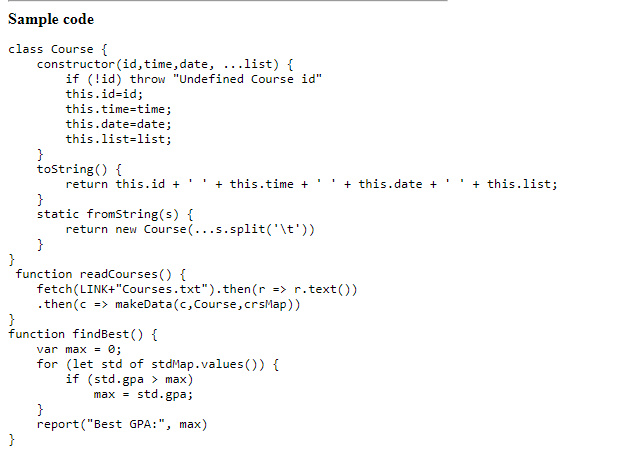 Sample code
class Course {
    constructor(id,time,date, ...list) {
        if (!id) throw "Undefined Course id"
        this.id=id;
        this.time=time;
        this.date=date;
        this.list=list;
    }
    toString() {
        return this.id + ' ' + this.time + ' ' + this.date + ' ' + this.list;
    }
    static fromString(s) {
        return new Course(...s.split('\t'))
    }
}
 function readCourses() {
    fetch(LINK+"Courses.txt").then(r => r.text())
    .then(c => makeData(c,Course,crsMap))
}
function findBest() {
    var max = 0;
    for (let std of stdMap.values()) {
        if (std.gpa > max)
            max = std.gpa;
    }
    report("Best GPA:", max)
}